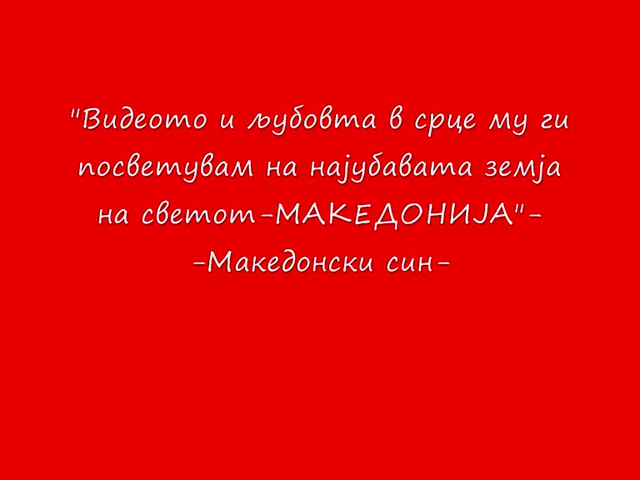 "Видеото и љубовта в срце му ги
посветувам на најубавата земја
на светот-МАКЕДОНИЈА"-
-Македонски син-